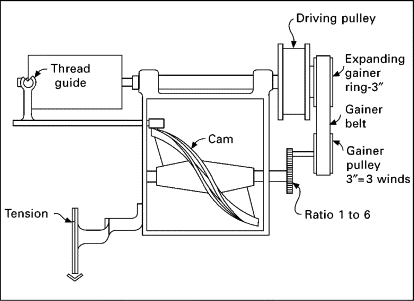 Driving pulley
Thread
guide
Expanding
gainer
ring-3"
Gainer
belt
Cam
Gainer
pulley
3"=3 winds
Tension
Ratio 1 to 6